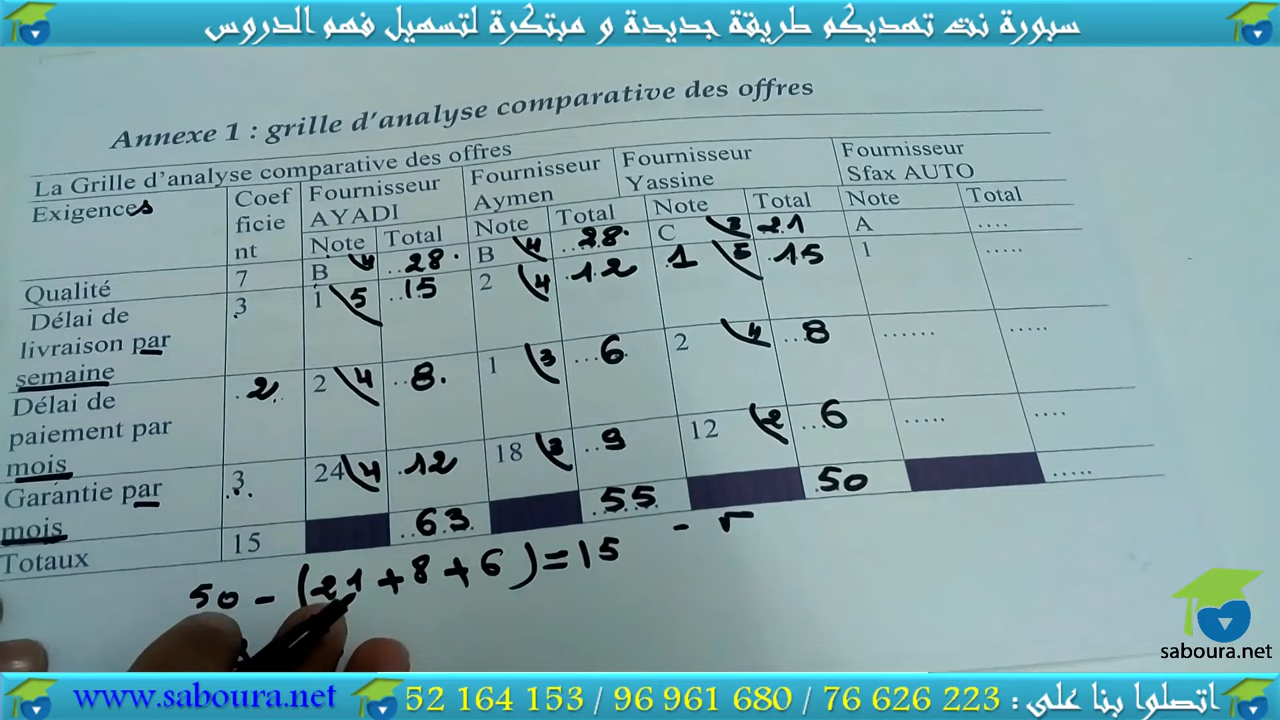 سبورة نت تهديكم طريقة جديدة و مبتكرة لتسهيل فهم الدروس
Annexe 1 : grille d'analyse comparative des offres
La Grille d'analyse comparative des offres
Exigences Coef ficie nt Fournisseur AYADI Fournisseur Aymen Fournisseur Yassine Fournisseur Sfax AUTO
Note Total Note Total Note Total Note Total
Qualité 7 B 4 ..28. B 4 ..28. C 3 21 A ....
Délai de livraison par semaine 3 1 5 ..15 2 4 .12 .1 5 .15 1 .....
Délai de paiement par mois .2.. 2 4 ..8. 1 3 ...6. 2 4 ...8 ...... .....
Garantie par mois 3 24 4 .12 18 3 ..9 12 2 ...6 ..... ....
Totaux 15 ..63. ..55. .50 .....
50 - (21 + 8 + 6) = 15
saboura.net
www.saboura.net 52 164 153 / 96 961 680 / 76 626 223 : اتصلوا بنا على